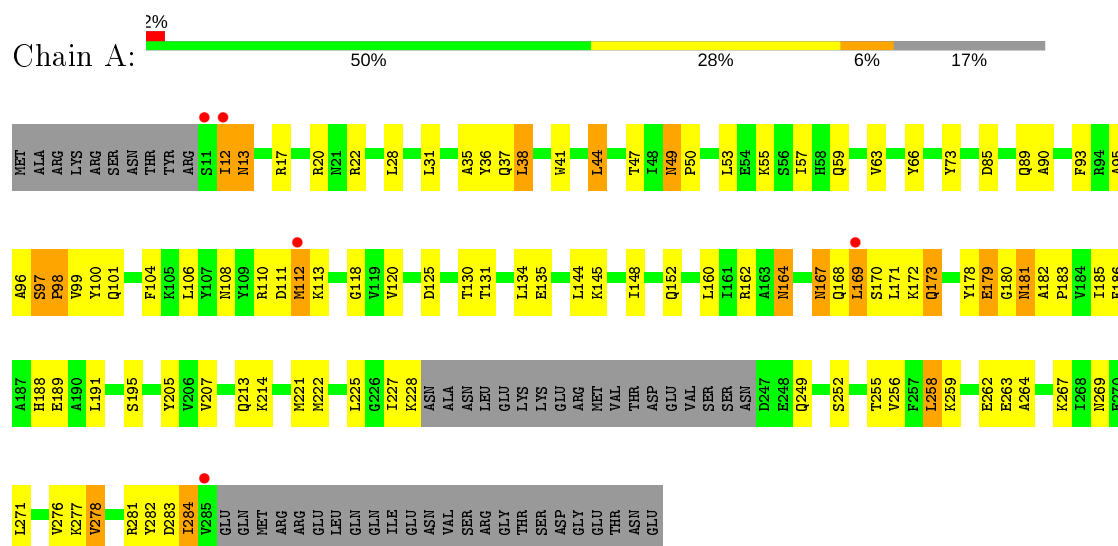 2%
Chain A:
50% 28% 6% 17%
MET ALA ARG LYS ARG SER ASN THR TYR ARG S11 I12 N13 R17 R20 N21 R22 L28 L31 A35 Y36 Q37 L38 W41 L44 T47 I48 N49 P50 L53 E54 K55 S56 I57 H58 Q59 V63 Y66 Y73 D85 Q89 A90 F93 R94 A95
A96 S97 P98 V99 Y100 Q101 F104 K105 L106 Y107 N108 Y109 R110 D111 M112 K113 G118 V119 V120 D125 T130 T131 L134 E135 L144 K145 I148 Q152 L160 I161 R162 A163 N164 N167 Q168 L169 S170 L171 K172 Q173 Y178 E179 G180 N181 A182 P183 V184 I185 E186
A187 H188 E189 A190 L191 S195 Y205 V206 V207 Q213 K214 M221 M222 L225 G226 I227 K228 ASN ALA ASN LEU GLU LYS LYS GLU ARG MET VAL THR ASP GLU VAL SER SER ASN D247 E248 Q249 S252 T255 V256 F257 L258 K259 E262 E263 A264 K267 I268 N269 E270
L271 V276 K277 V278 R281 Y282 D283 I284 V285 GLU GLN MET ARG ARG GLU LEU GLN GLN ILE GLU ASN VAL SER ARG GLY THR SER ASP GLY GLU THR ASN GLU